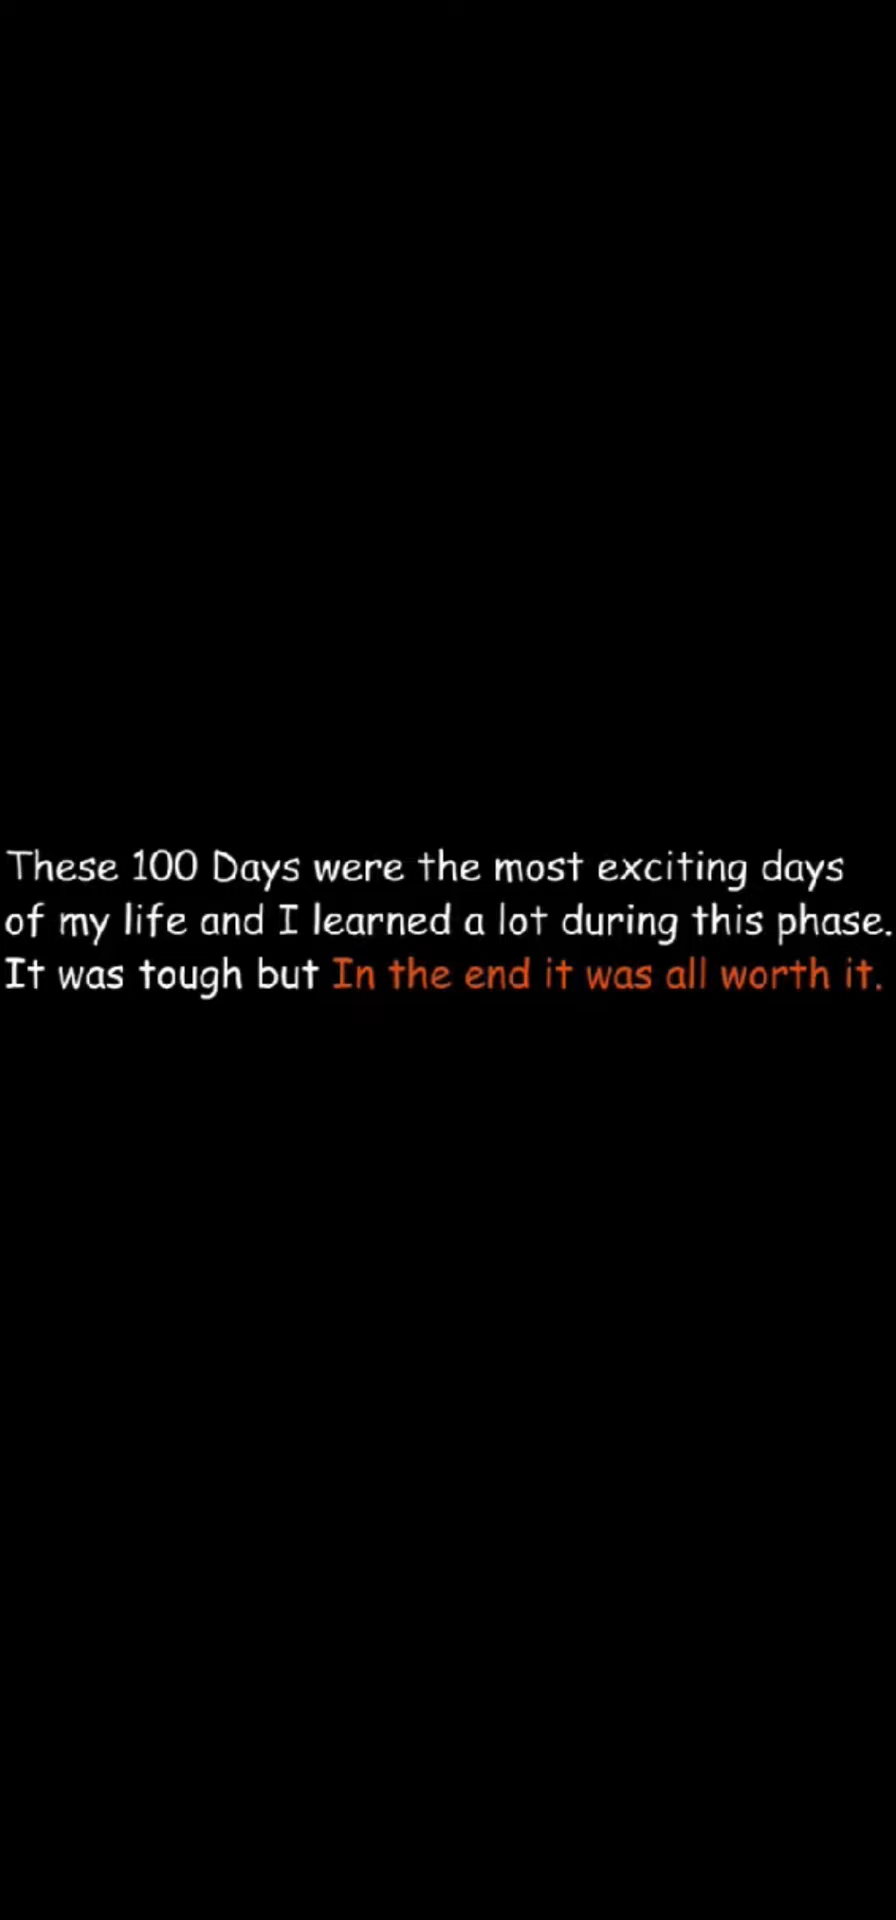 These 100 Days were the most exciting days
of my life and I learned a lot during this phase.
It was tough but In the end it was all worth it.